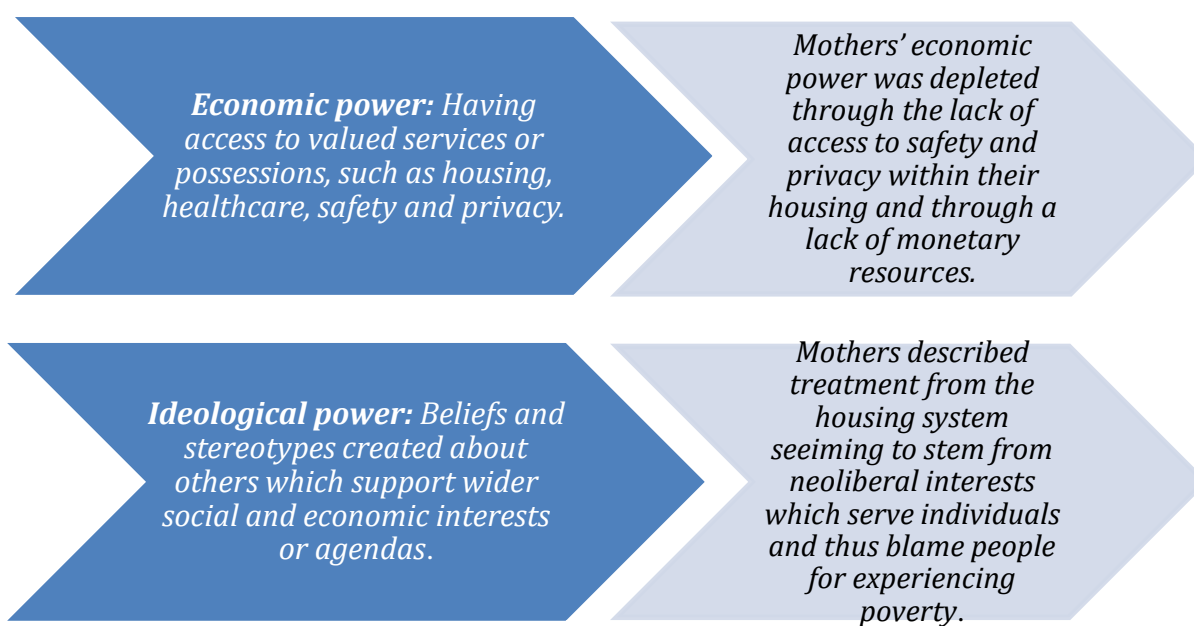 Economic power: Having
access to valued services or
possessions, such as housing,
healthcare, safety and privacy.
Mothers’ economic
power was depleted
through the lack of
access to safety and
privacy within their
housing and through a
lack of monetary
resources.
Ideological power: Beliefs and
stereotypes created about
others which support wider
social and economic interests
or agendas.
Mothers described
treatment from the
housing system
seeiming to stem from
neoliberal interests
which serve individuals
and thus blame people
for experiencing
poverty.